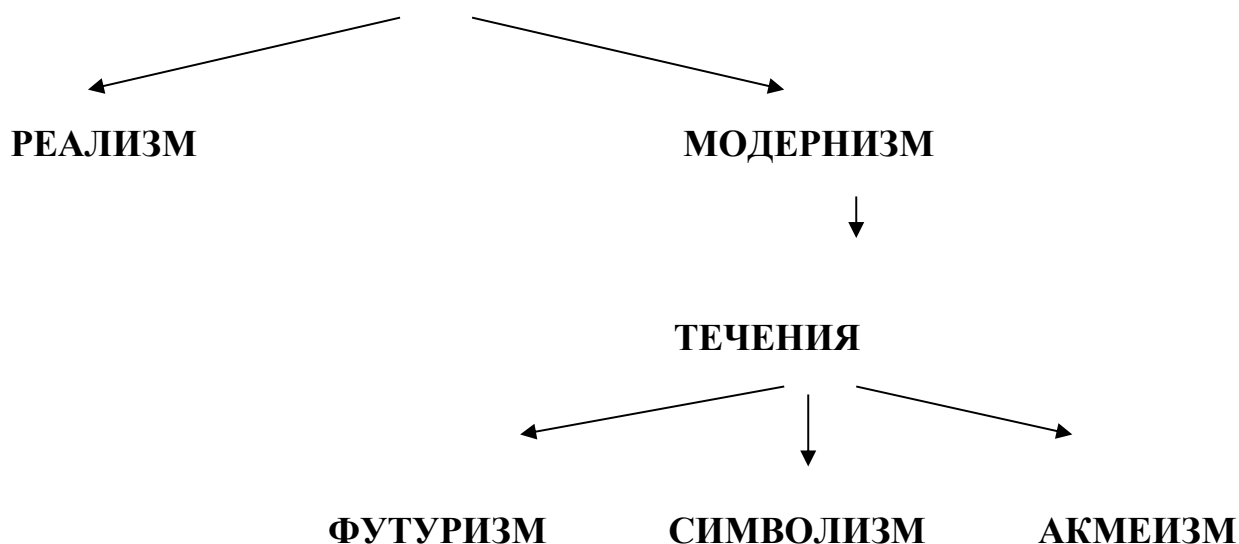 РЕАЛИЗМ МОДЕРНИЗМ
ТЕЧЕНИЯ
ФУТУРИЗМ СИМВОЛИЗМ АКМЕИЗМ